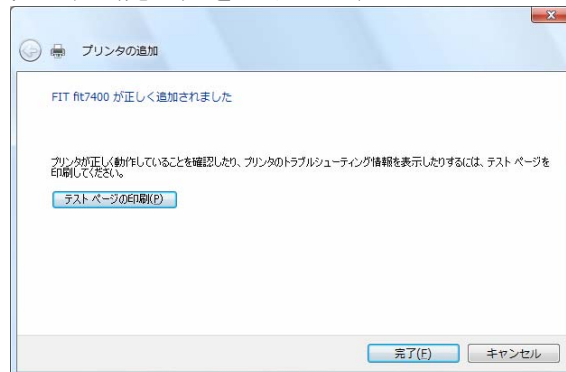 プリンタの追加
FIT fit7400 が正しく追加されました
プリンタが正しく動作していることを確認したり、プリンタのトラブルシューティング情報を表示したりするには、テスト ページを
印刷してください。
テスト ページの印刷(P)
完了(F)
キャンセル